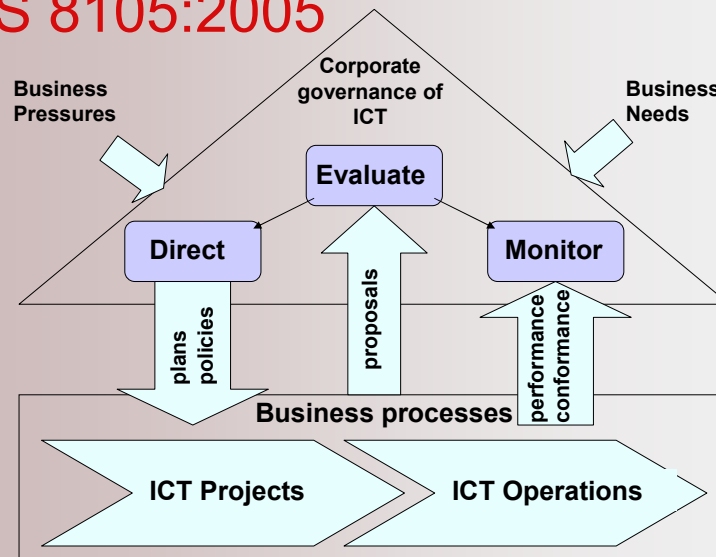 S 8105:2005
Corporate
governance of
ICT
Business
Pressures
Business
Needs
Evaluate
Direct
Monitor
plans
policies
proposals
performance
conformance
Business processes
ICT Projects
ICT Operations